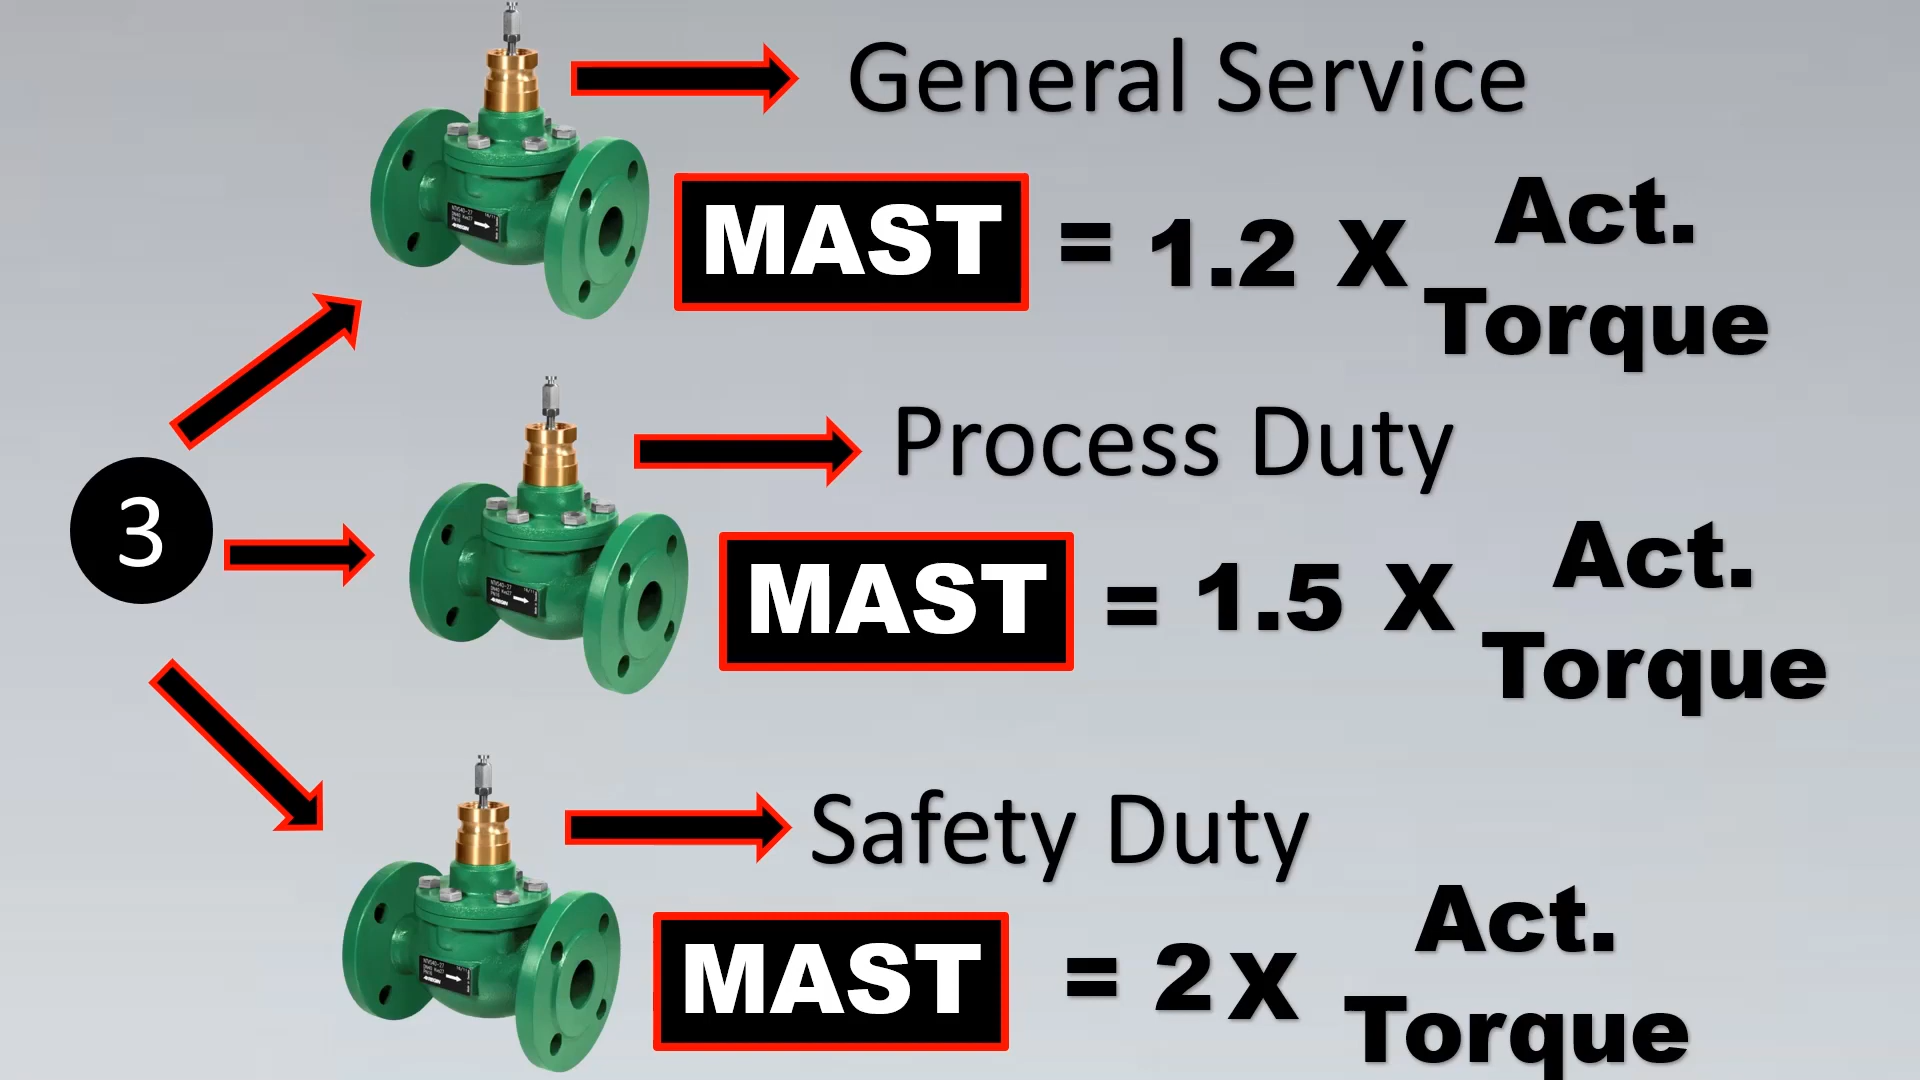 General Service
MAST = 1.2 X Act.
Torque
3
Process Duty
MAST = 1.5 X Act.
Torque
Safety Duty
MAST = 2 X Act.
Torque